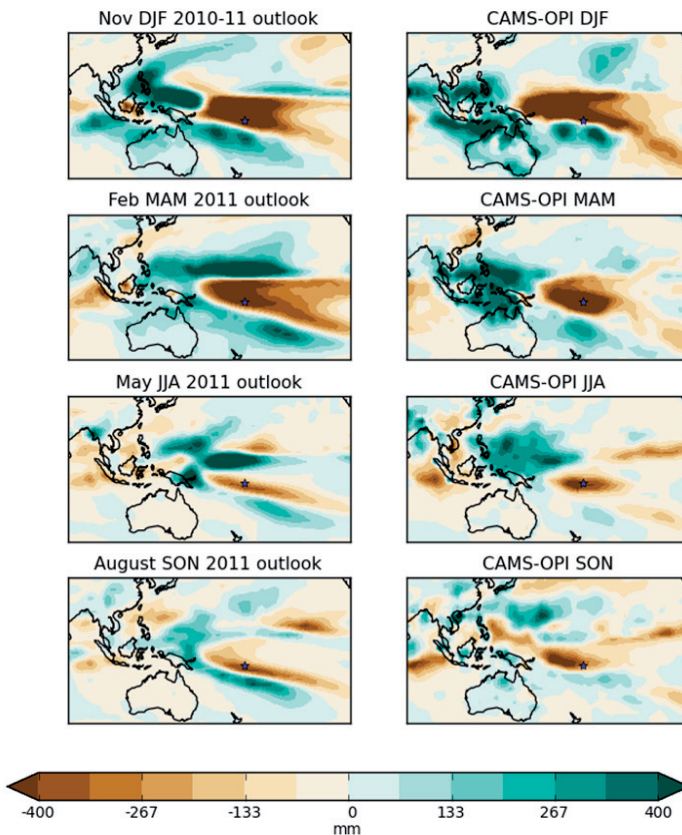 Nov DJF 2010-11 outlook
CAMS-OPI DJF
Feb MAM 2011 outlook
CAMS-OPI MAM
May JJA 2011 outlook
CAMS-OPI JJA
August SON 2011 outlook
CAMS-OPI SON
-400 -267 -133 0 133 267 400
mm